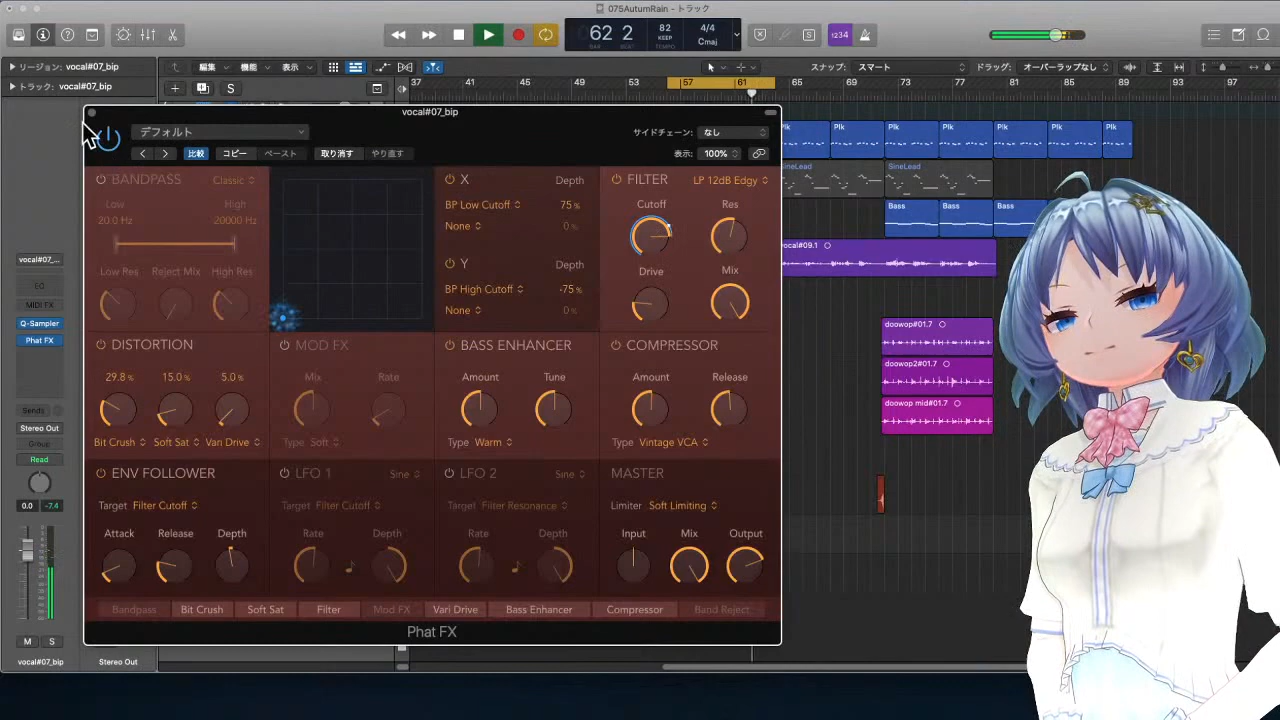 075AutumRain - トラック
62 2
BAR BEAT
82
KEEP
TEMPO
4/4
Cmaj
1234
リージョン: vocal#07_bip
編集 機能 表示
スナップ: スマート
ドラッグ: オーバーラップなし
トラック: vocal#07_bip
S
37 41 45 49 53 57 61 65 69 73 77 81 85 89 93 97
vocal#07_bip
デフォルト
サイドチェーン: なし
比較 コピー ペースト 取り消す やり直す
表示: 100%
BANDPASS Classic
Low High
20.0 Hz 20000 Hz
Low Res Reject Mix High Res
X Depth
BP Low Cutoff 75%
None 0%
Y Depth
BP High Cutoff -75%
None 0%
FILTER LP 12dB Edgy
Cutoff Res
Drive Mix
DISTORTION
29.8% 15.0% 5.0%
Bit Crush Soft Sat Van Drive
MOD FX
Mix Rate
Type Soft
BASS ENHANCER
Amount Tune
Type Warm
COMPRESSOR
Amount Release
Type Vintage VCA
ENV FOLLOWER
Target Filter Cutoff
Attack Release Depth
LFO 1 Sine
Target Filter Cutoff
Rate Depth
LFO 2 Sine
Target Filter Resonance
Rate Depth
MASTER
Limiter Soft Limiting
Input Mix Output
Bandpass Bit Crush Soft Sat Filter Mod FX Vari Drive Bass Enhancer Compressor Band Reject
Phat FX
vocal#07_...
EQ
MIDI FX
Q-Sampler
Phat FX
Sends
Stereo Out
Group
Read
0.0 -7.4
M S
vocal#07_bip
Stereo Out
Plk Plk Plk Plk Plk Plk Plk
SineLead SineLead
Bass Bass Bass
vocal#09.1
doowop#01.7
doowop2#01.7
doowop mid#01.7